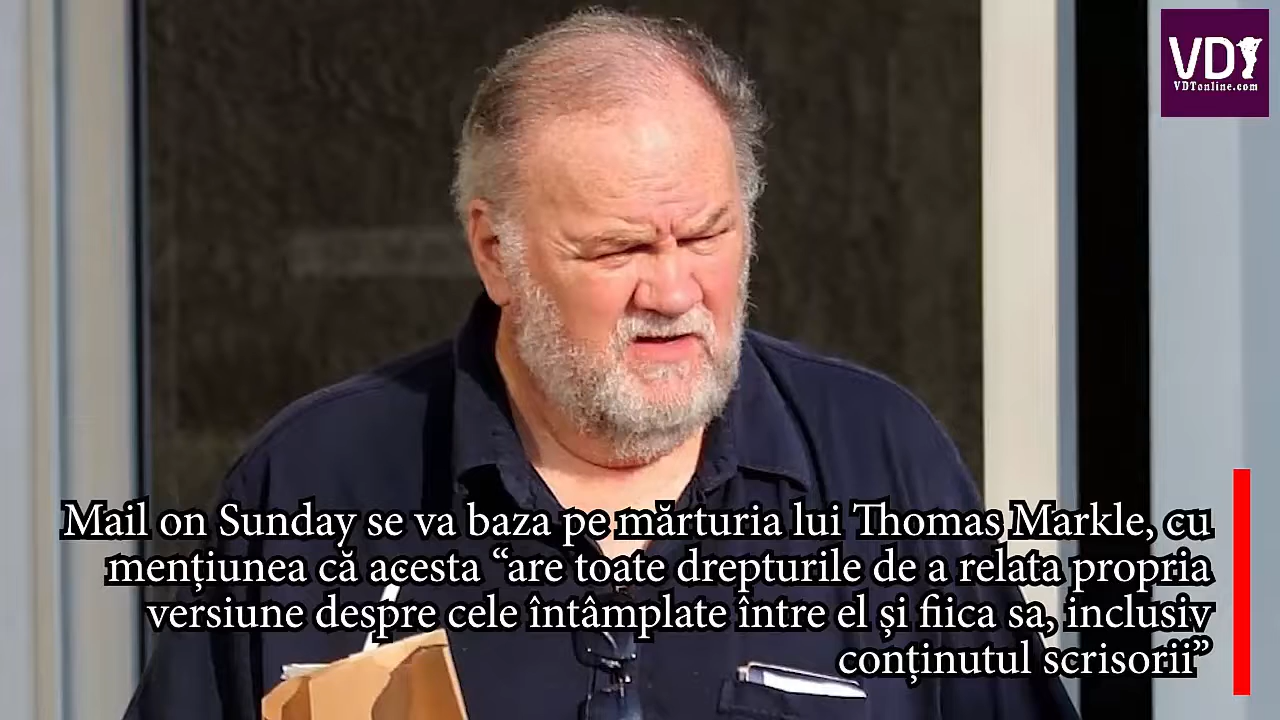 VD
VDTonline.com
Mail on Sunday se va baza pe mărturia lui Thomas Markle, cu
mențiunea că acesta “are toate drepturile de a relata propria
versiune despre cele întâmplate între el și fiica sa, inclusiv
conținutul scrisorii”